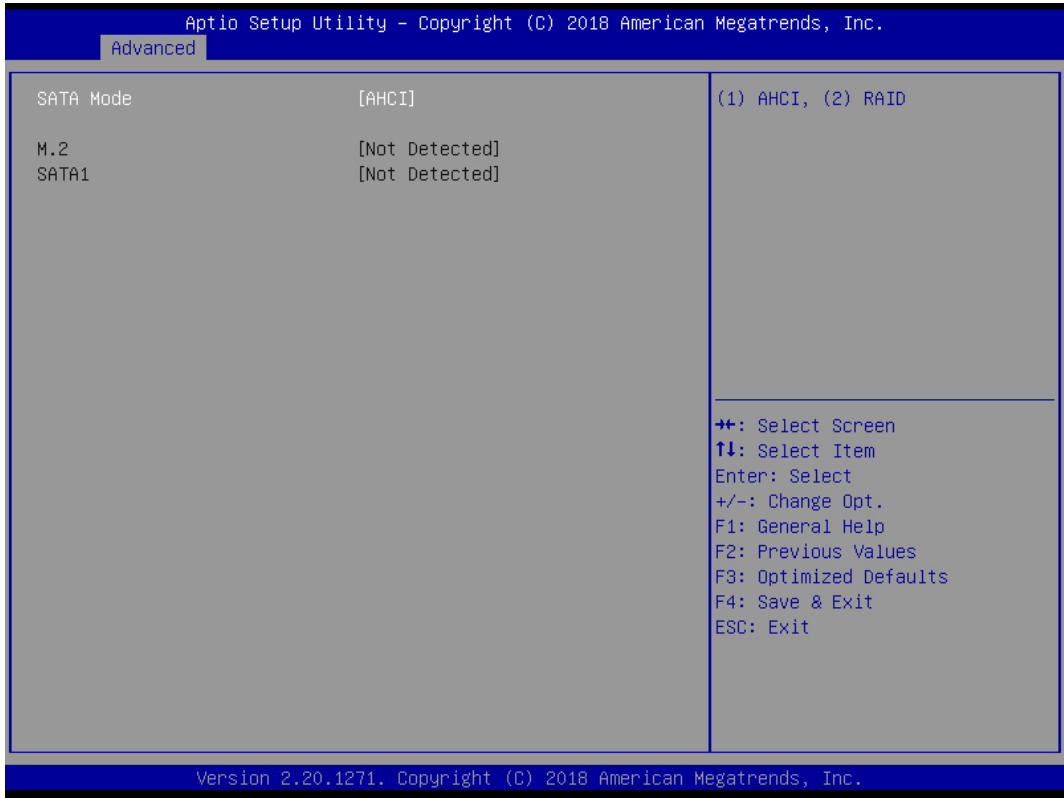 Aptio Setup Utility – Copyright (C) 2018 American Megatrends, Inc.
Advanced
SATA Mode [AHCI]
M.2 [Not Detected]
SATA1 [Not Detected]
(1) AHCI, (2) RAID
→←: Select Screen
↑↓: Select Item
Enter: Select
+/-: Change Opt.
F1: General Help
F2: Previous Values
F3: Optimized Defaults
F4: Save & Exit
ESC: Exit
Version 2.20.1271. Copyright (C) 2018 American Megatrends, Inc.